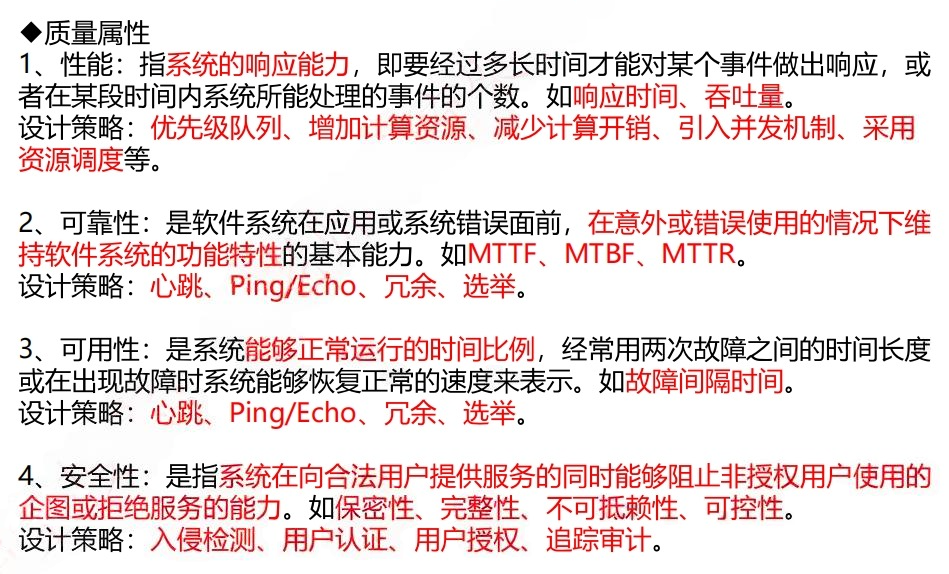 ◆质量属性
1、性能：指系统的响应能力，即要经过多长时间才能对某个事件做出响应，或
者在某段时间内系统所能处理的事件的个数。如响应时间、吞吐量。
设计策略：优先级队列、增加计算资源、减少计算开销、引入并发机制、采用
资源调度等。
2、可靠性：是软件系统在应用或系统错误面前，在意外或错误使用的情况下维
持软件系统的功能特性的基本能力。如MTTF、MTBF、MTTR。
设计策略：心跳、Ping/Echo、冗余、选举。
3、可用性：是系统能够正常运行的时间比例，经常用两次故障之间的时间长度
或在出现故障时系统能够恢复正常的速度来表示。如故障间隔时间。
设计策略：心跳、Ping/Echo、冗余、选举。
4、安全性：是指系统在向合法用户提供服务的同时能够阻止非授权用户使用的
企图或拒绝服务的能力。如保密性、完整性、不可抵赖性、可控性。
设计策略：入侵检测、用户认证、用户授权、追踪审计。